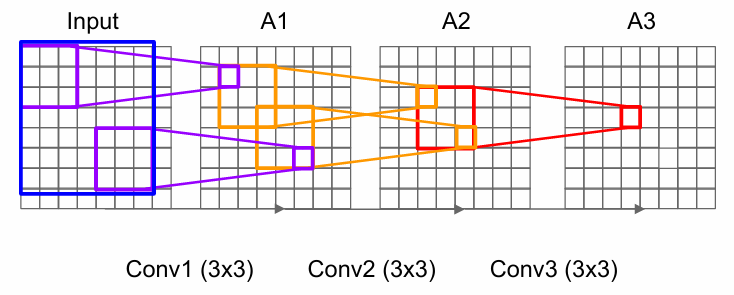 Input A1 A2 A3
Conv1 (3x3) Conv2 (3x3) Conv3 (3x3)